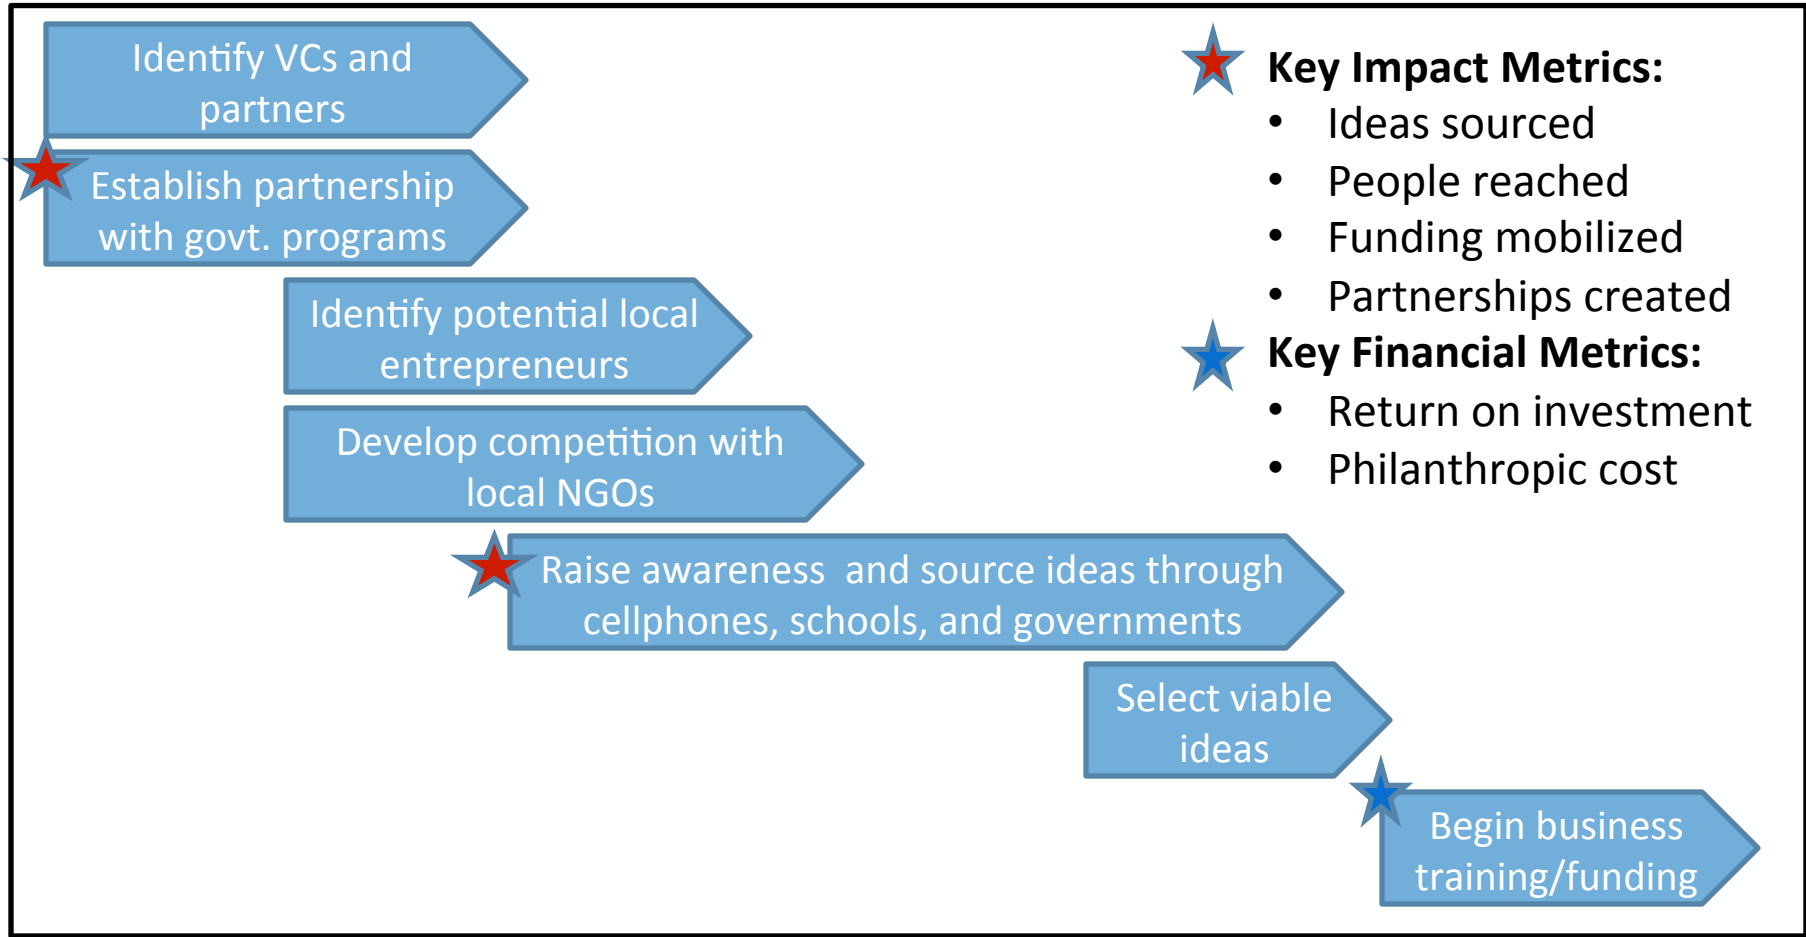 Identify VCs and
partners
Establish partnership
with govt. programs
Identify potential local
entrepreneurs
Develop competition with
local NGOs
Raise awareness  and source ideas through
cellphones, schools, and governments
Select viable
ideas
Begin business
training/funding
Key Impact Metrics:
• Ideas sourced
• People reached
• Funding mobilized
• Partnerships created
Key Financial Metrics:
• Return on investment
• Philanthropic cost